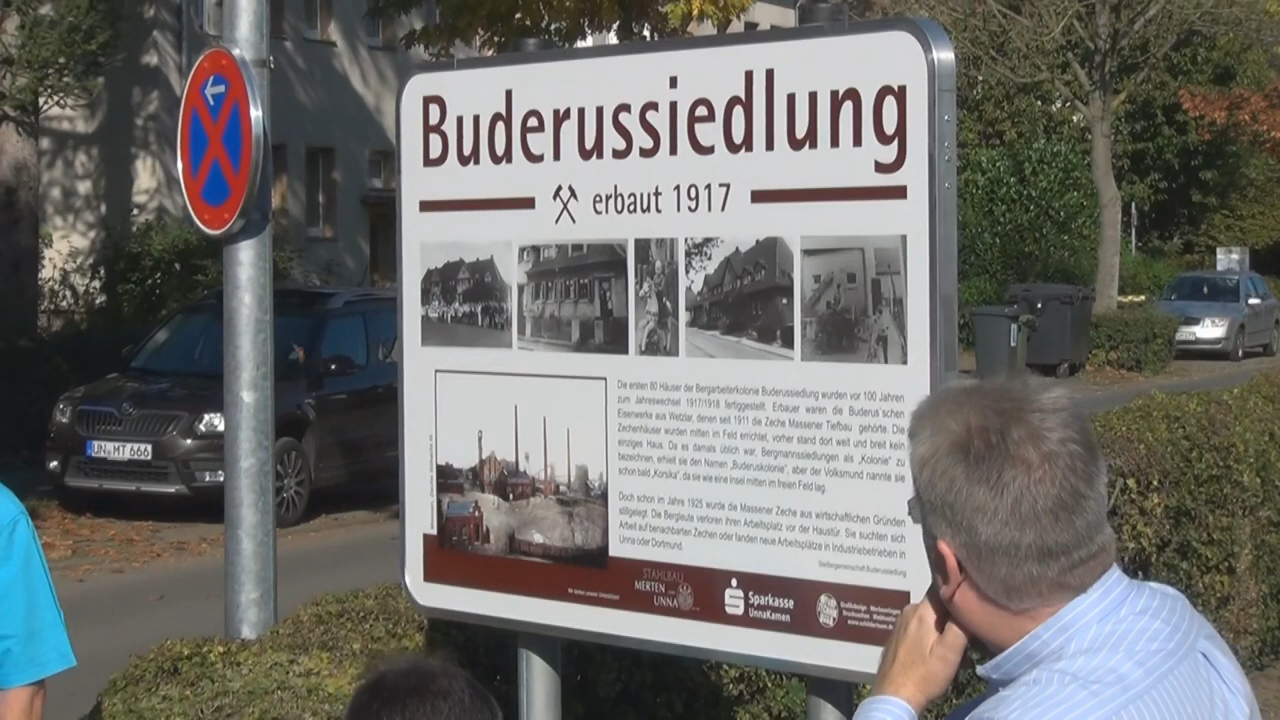 Buderussiedlung
erbaut 1917
Die ersten 80 Häuser der Bergarbeiterkolonie Buderussiedlung wurden vor 100 Jahren
zum Jahreswechsel 1917/1918 fertiggestellt. Erbauer waren die Buderus'schen
Eisenwerke aus Wetzlar, denen seit 1911 die Zeche Massener Tiefbau gehörte. Die
Zechenhäuser wurden mitten im Feld errichtet, vorher stand dort weit und breit kein
einziges Haus. Da es damals üblich war, Bergmannssiedlungen als „Kolonie" zu
bezeichnen, erhielt sie den Namen „Buderuskolonie", aber der Volksmund nannte sie
schon bald „Korsika", da sie wie eine Insel mitten im freien Feld lag.
Doch schon im Jahre 1925 wurde die Massener Zeche aus wirtschaftlichen Gründen
stillgelegt. Die Bergleute verloren ihren Arbeitsplatz vor der Haustür. Sie suchten sich
Arbeit auf benachbarten Zechen oder fanden neue Arbeitsplätze in Industriebetrieben in
Unna oder Dortmund.
Siedlergemeinschaft Buderussiedlung
STAHLBAU
MERTEN
UNNA
Sparkasse
UnnaKamen
UN MT 666